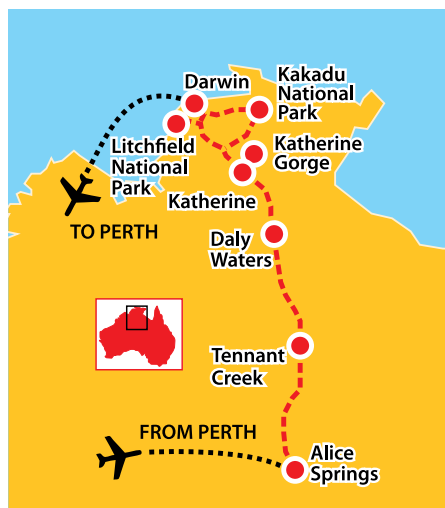 Darwin
Kakadu
National
Park
Litchfield
National
Park
Katherine
Gorge
Katherine
TO PERTH
Daly
Waters
Tennant
Creek
FROM PERTH
Alice
Springs